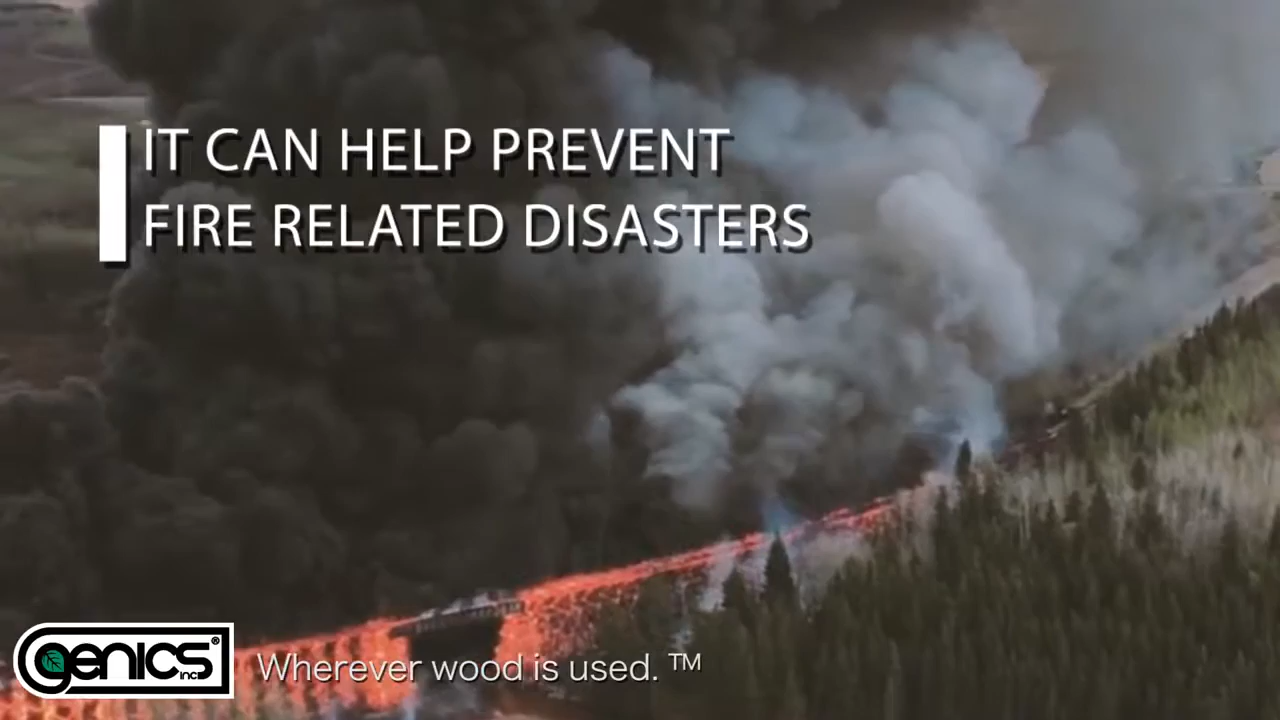 IT CAN HELP PREVENT
FIRE RELATED DISASTERS
Genics® inc
Wherever wood is used. ™